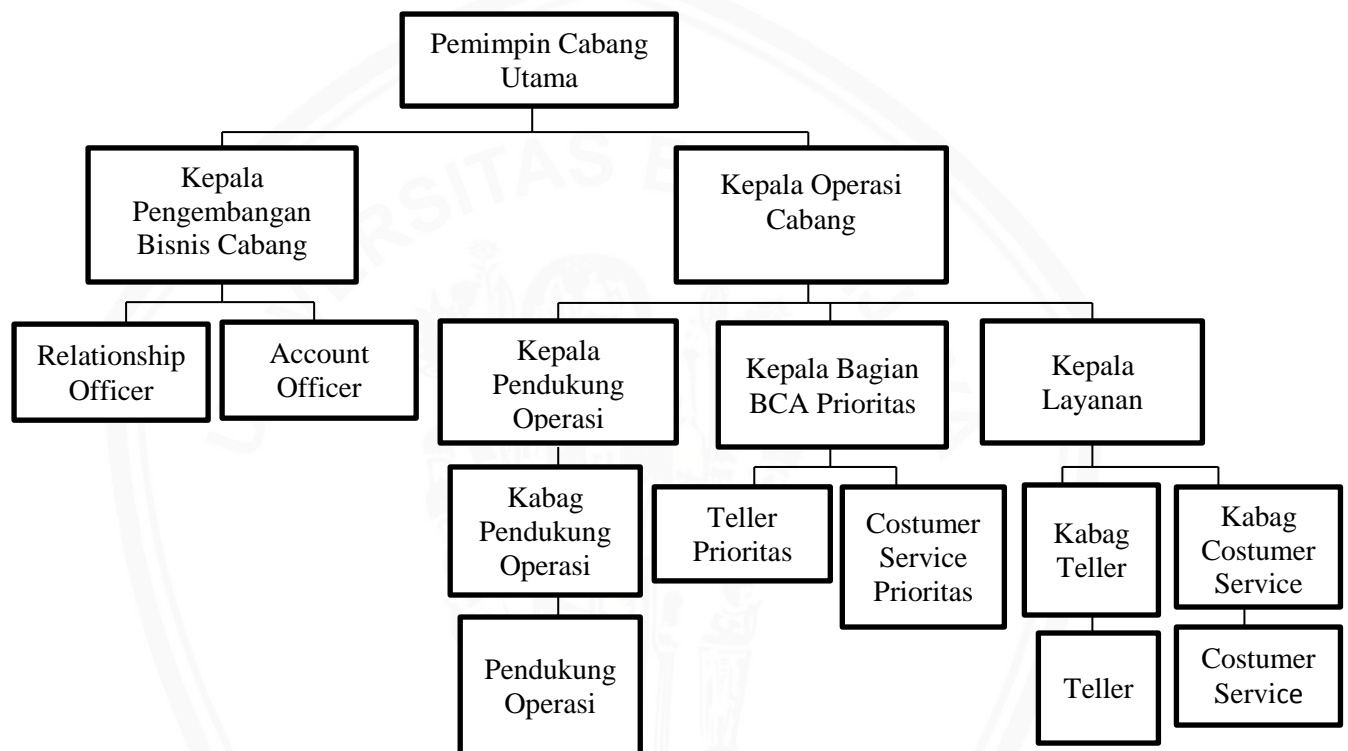 Pemimpin Cabang
Utama
Kepala
Pengembangan
Bisnis Cabang
Kepala Operasi
Cabang
Relationship
Officer
Account
Officer
Kepala
Pendukung
Operasi
Kepala Bagian
BCA Prioritas
Kepala
Layanan
Kabag
Pendukung
Operasi
Teller
Prioritas
Costumer
Service
Prioritas
Kabag
Teller
Kabag
Costumer
Service
Pendukung
Operasi
Teller
Costumer
Service